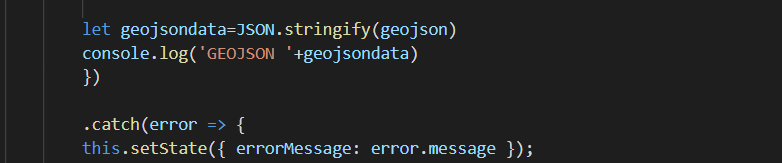 let geojsondata=JSON.stringify(geojson)
console.log('GEOJSON '+geojsondata)
})
.catch(error => {
this.setState({ errorMessage: error.message });